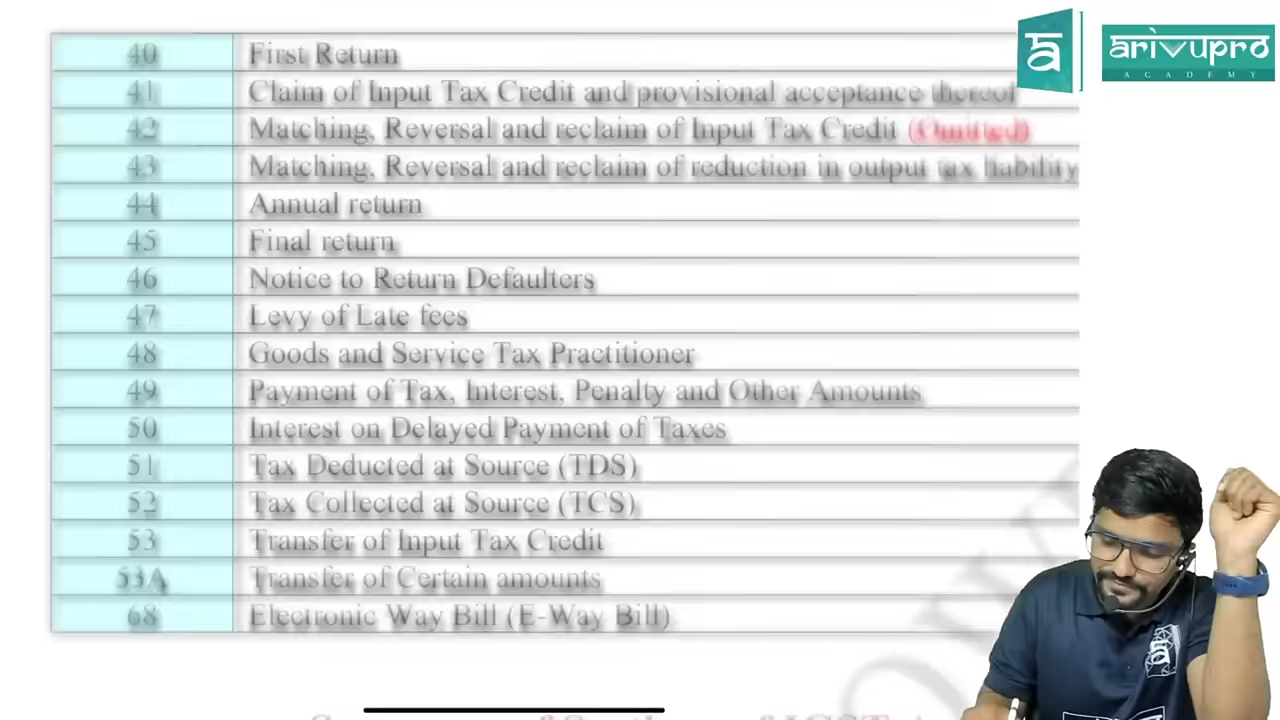 40 First Return
41 Claim of Input Tax Credit and provisional acceptance thereof
42 Matching, Reversal and reclaim of Input Tax Credit (Omitted)
43 Matching, Reversal and reclaim of reduction in output tax liability
44 Annual return
45 Final return
46 Notice to Return Defaulters
47 Levy of Late fees
48 Goods and Service Tax Practitioner
49 Payment of Tax, Interest, Penalty and Other Amounts
50 Interest on Delayed Payment of Taxes
51 Tax Deducted at Source (TDS)
52 Tax Collected at Source (TCS)
53 Transfer of Input Tax Credit
53A Transfer of Certain amounts
68 Electronic Way Bill (E-Way Bill)
arivupro
ACADEMY